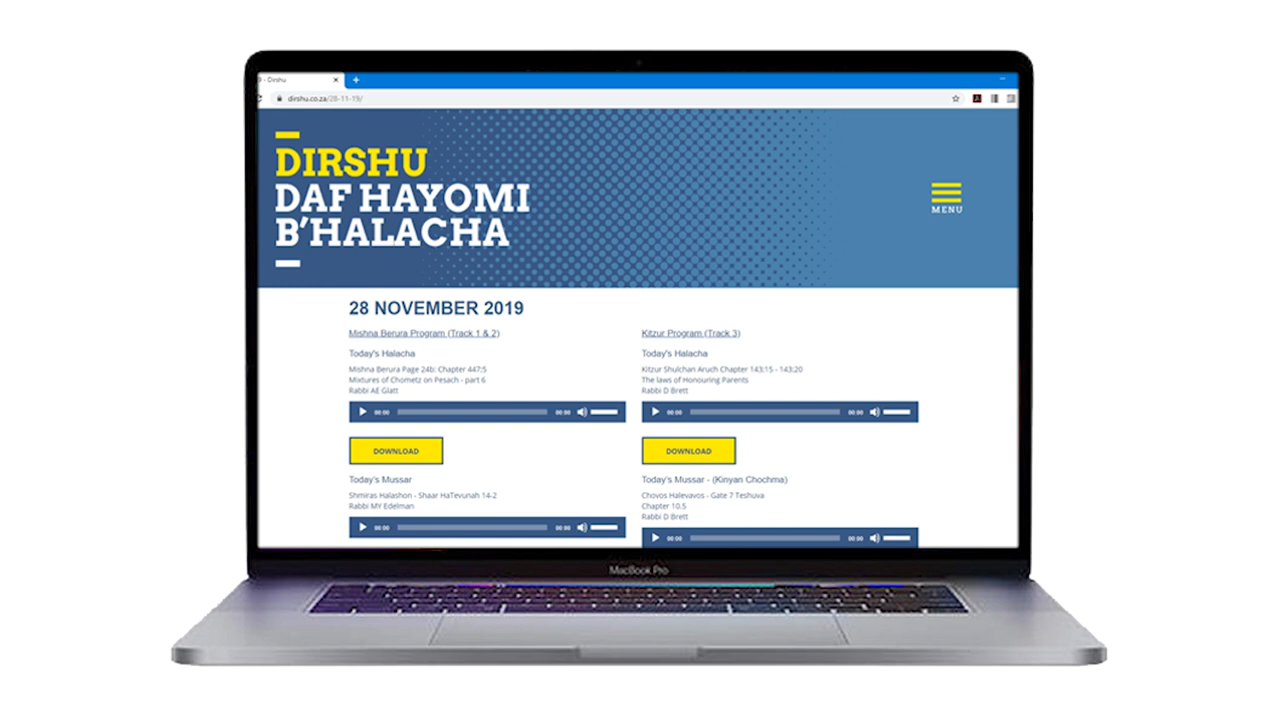 9 - Dirshu
dirshu.co.za/28-11-19/
DIRSHU
DAF HAYOMI
B'HALACHA
MENU
28 NOVEMBER 2019
Mishna Berura Program (Track 1 & 2)
Today's Halacha
Mishna Berura Page 24b: Chapter 447:5
Mixtures of Chometz on Pesach - part 6
Rabbi AE Glatt
00:00 00:00
DOWNLOAD
Today's Mussar
Shmiras Halashon - Shaar HaTevunah 14-2
Rabbi MY Edelman
00:00 00:00
Kitzur Program (Track 3)
Today's Halacha
Kitzur Shulchan Aruch Chapter 143:15 - 143:20
The laws of Honouring Parents
Rabbi D Brett
00:00 00:00
DOWNLOAD
Today's Mussar - (Kinyan Chochma)
Chovos Halevavos - Gate 7 Teshuva
Chapter 10.5
Rabbi D Brett
00:00 00:00
MacBook Pro